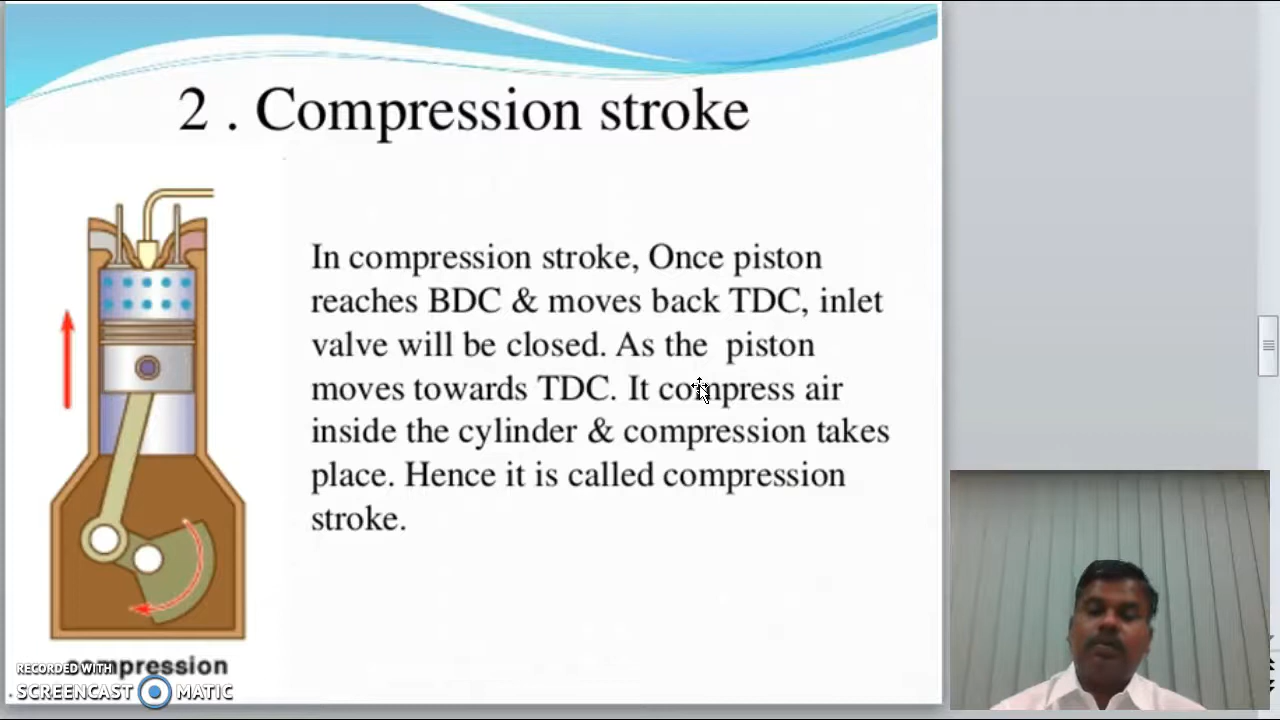 2 . Compression stroke
In compression stroke, Once piston
reaches BDC & moves back TDC, inlet
valve will be closed. As the piston
moves towards TDC. It compress air
inside the cylinder & compression takes
place. Hence it is called compression
stroke.
compression
RECORDED WITH
SCREENCAST MATIC